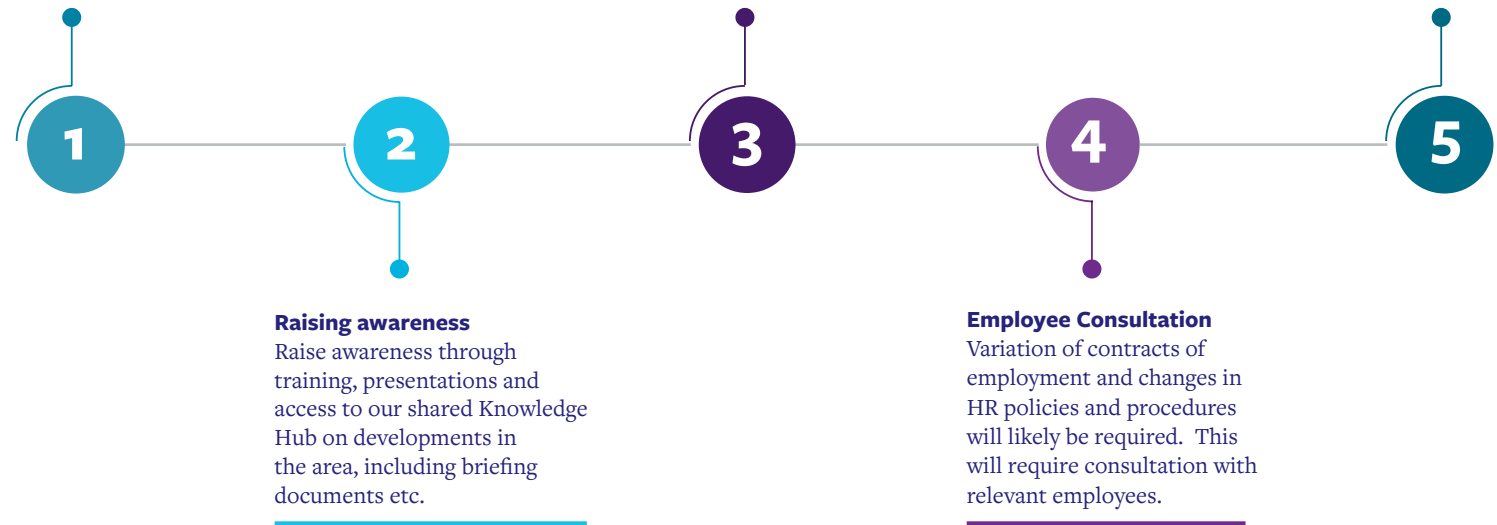 1
2
3
4
5
Raising awareness
Raise awareness through
training, presentations and
access to our shared Knowledge
Hub on developments in
the area, including briefing
documents etc.
Employee Consultation
Variation of contracts of
employment and changes in
HR policies and procedures
will likely be required.  This
will require consultation with
relevant employees.